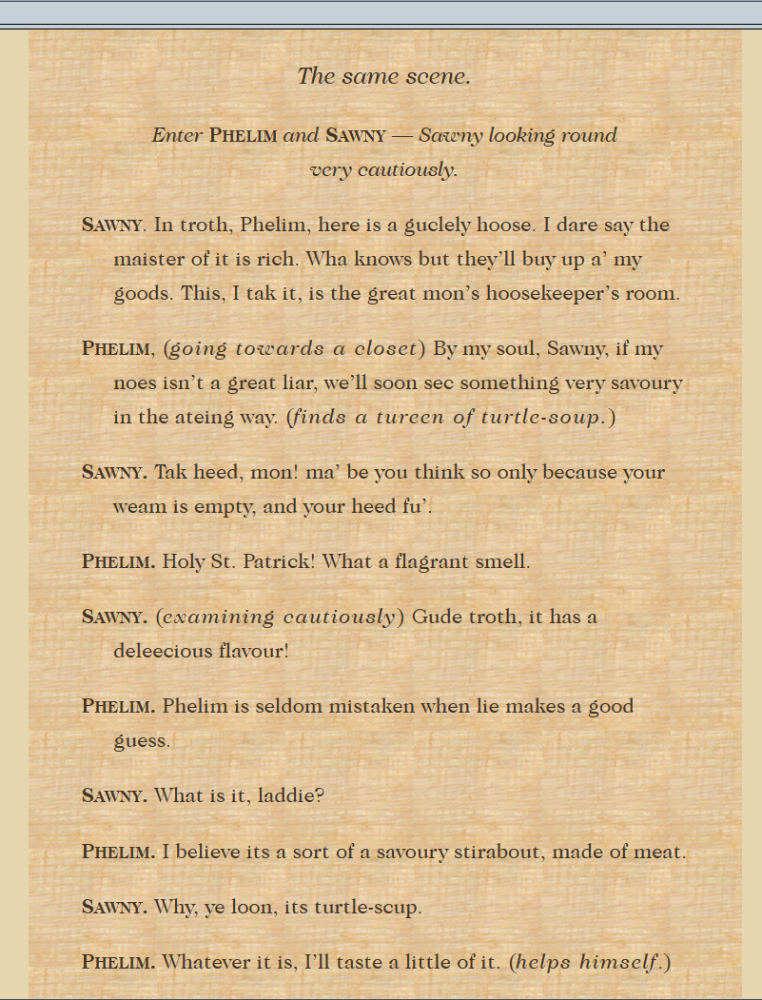 The same scene.
Enter PHELIM and SAWNY — Sawny looking round
very cautiously.
SAWNY. In troth, Phelim, here is a guclely hoose. I dare say the
maister of it is rich. Wha knows but they’ll buy up a’ my
goods. This, I tak it, is the great mon’s hoosekeeper’s room.
PHELIM, (going towards a closet) By my soul, Sawny, if my
noes isn’t a great liar, we’ll soon sec something very savoury
in the ateing way. (finds a tureen of turtle-soup.)
SAWNY. Tak heed, mon! ma’ be you think so only because your
weam is empty, and your heed fu’.
PHELIM. Holy St. Patrick! What a flagrant smell.
SAWNY. (examining cautiously) Gude troth, it has a
deleecious flavour!
PHELIM. Phelim is seldom mistaken when lie makes a good
guess.
SAWNY. What is it, laddie?
PHELIM. I believe its a sort of a savoury stirabout, made of meat.
SAWNY. Why, ye loon, its turtle-scup.
PHELIM. Whatever it is, I’ll taste a little of it. (helps himself.)